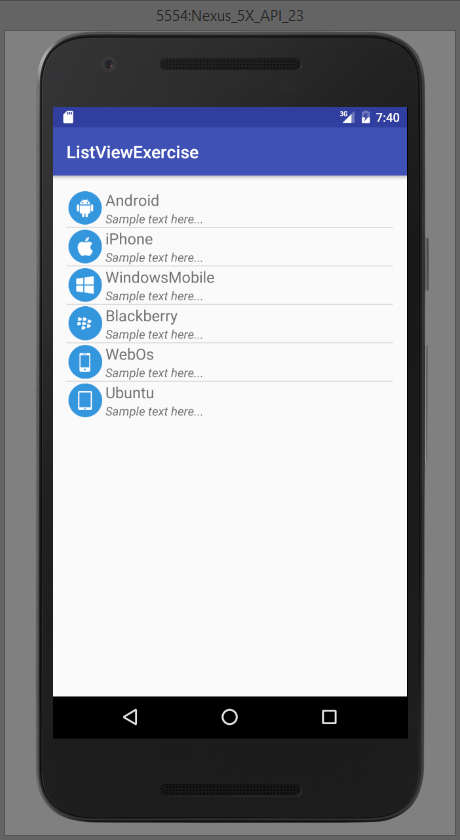 5554:Nexus_5X_API_23
3G 7:40
ListViewExercise
Android
Sample text here...
iPhone
Sample text here...
WindowsMobile
Sample text here...
Blackberry
Sample text here...
WebOs
Sample text here...
Ubuntu
Sample text here...